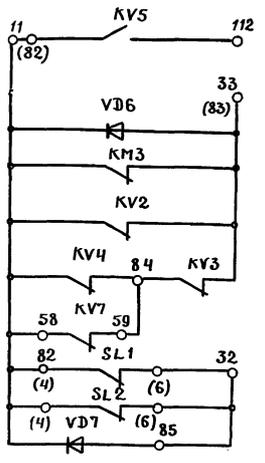 KV5
11
112
(82)
33
VD6
(83)
KM3
KV2
KV4
84
KV3
KV7
58
59
82
SL1
32
(4)
(6)
SL2
(4)
(6)
VD7
85